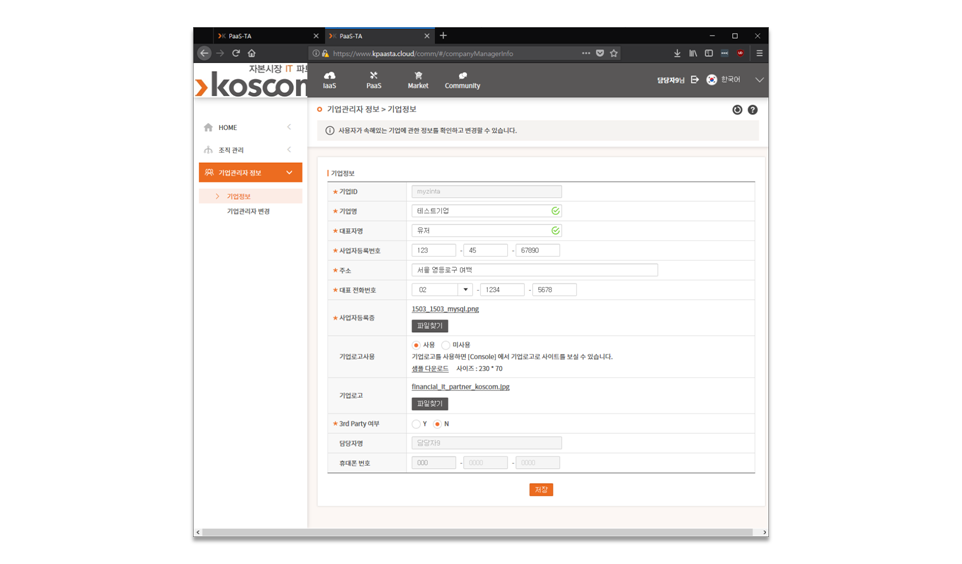 PaaS-TA
PaaS-TA
https://www.kpaasta.cloud/comm/#/companyManagerInfo
자본시장 IT 파트
koscom
IaaS
PaaS
Market
Community
담당자9님
한국어
HOME
조직 관리
기업관리자 정보
기업정보
기업관리자 변경
기업관리자 정보 > 기업정보
사용자가 속해있는 기업에 관한 정보를 확인하고 변경할 수 있습니다.
기업정보
★ 기업ID
myzinta
★ 기업명
테스트기업
★ 대표자명
유저
★ 사업자등록번호
123 - 45 - 67890
★ 주소
서울 영등포구 여백
★ 대표 전화번호
02 - 1234 - 5678
★ 사업자등록증
1503_1503_mysql.png
파일찾기
기업로고사용
사용 미사용
기업로고를 사용하면 [Console] 에서 기업로고로 사이트를 보실 수 있습니다.
샘플 다운로드 사이즈 : 230 * 70
기업로고
financial_it_partner_koscom.jpg
파일찾기
★ 3rd Party 여부
Y N
담당자명
담당자9
휴대폰 번호
000 - 0000 - 0000
저장